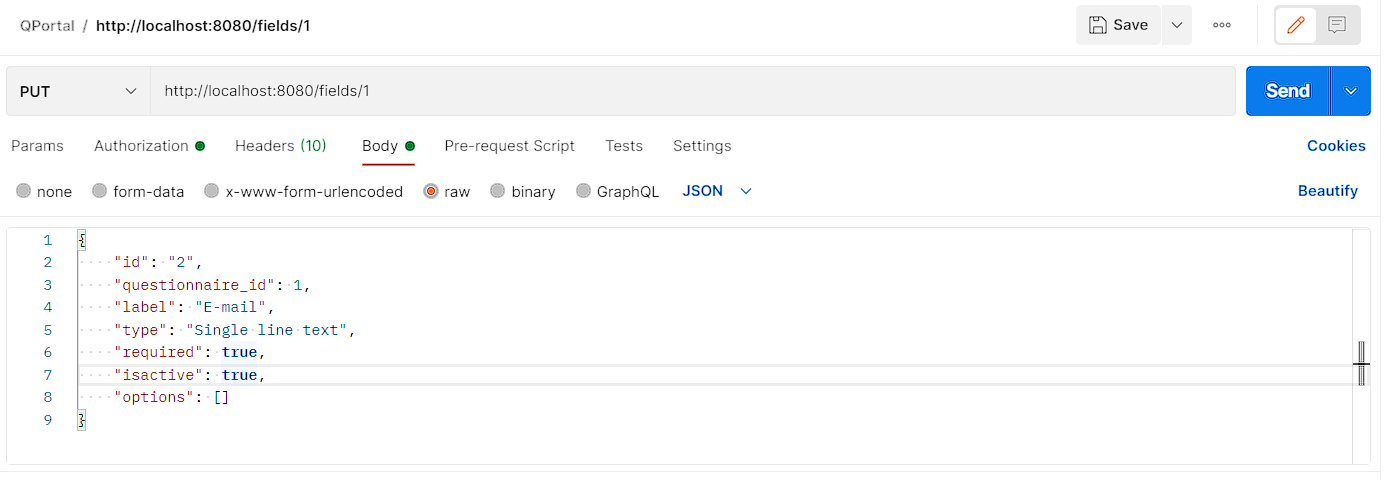 QPortal / http://localhost:8080/fields/1 Save
PUT http://localhost:8080/fields/1 Send
Params Authorization Headers (10) Body Pre-request Script Tests Settings Cookies
none form-data x-www-form-urlencoded raw binary GraphQL JSON Beautify
1 {
2 "id": "2",
3 "questionnaire_id": 1,
4 "label": "E-mail",
5 "type": "Single line text",
6 "required": true,
7 "isactive": true,
8 "options": []
9 }